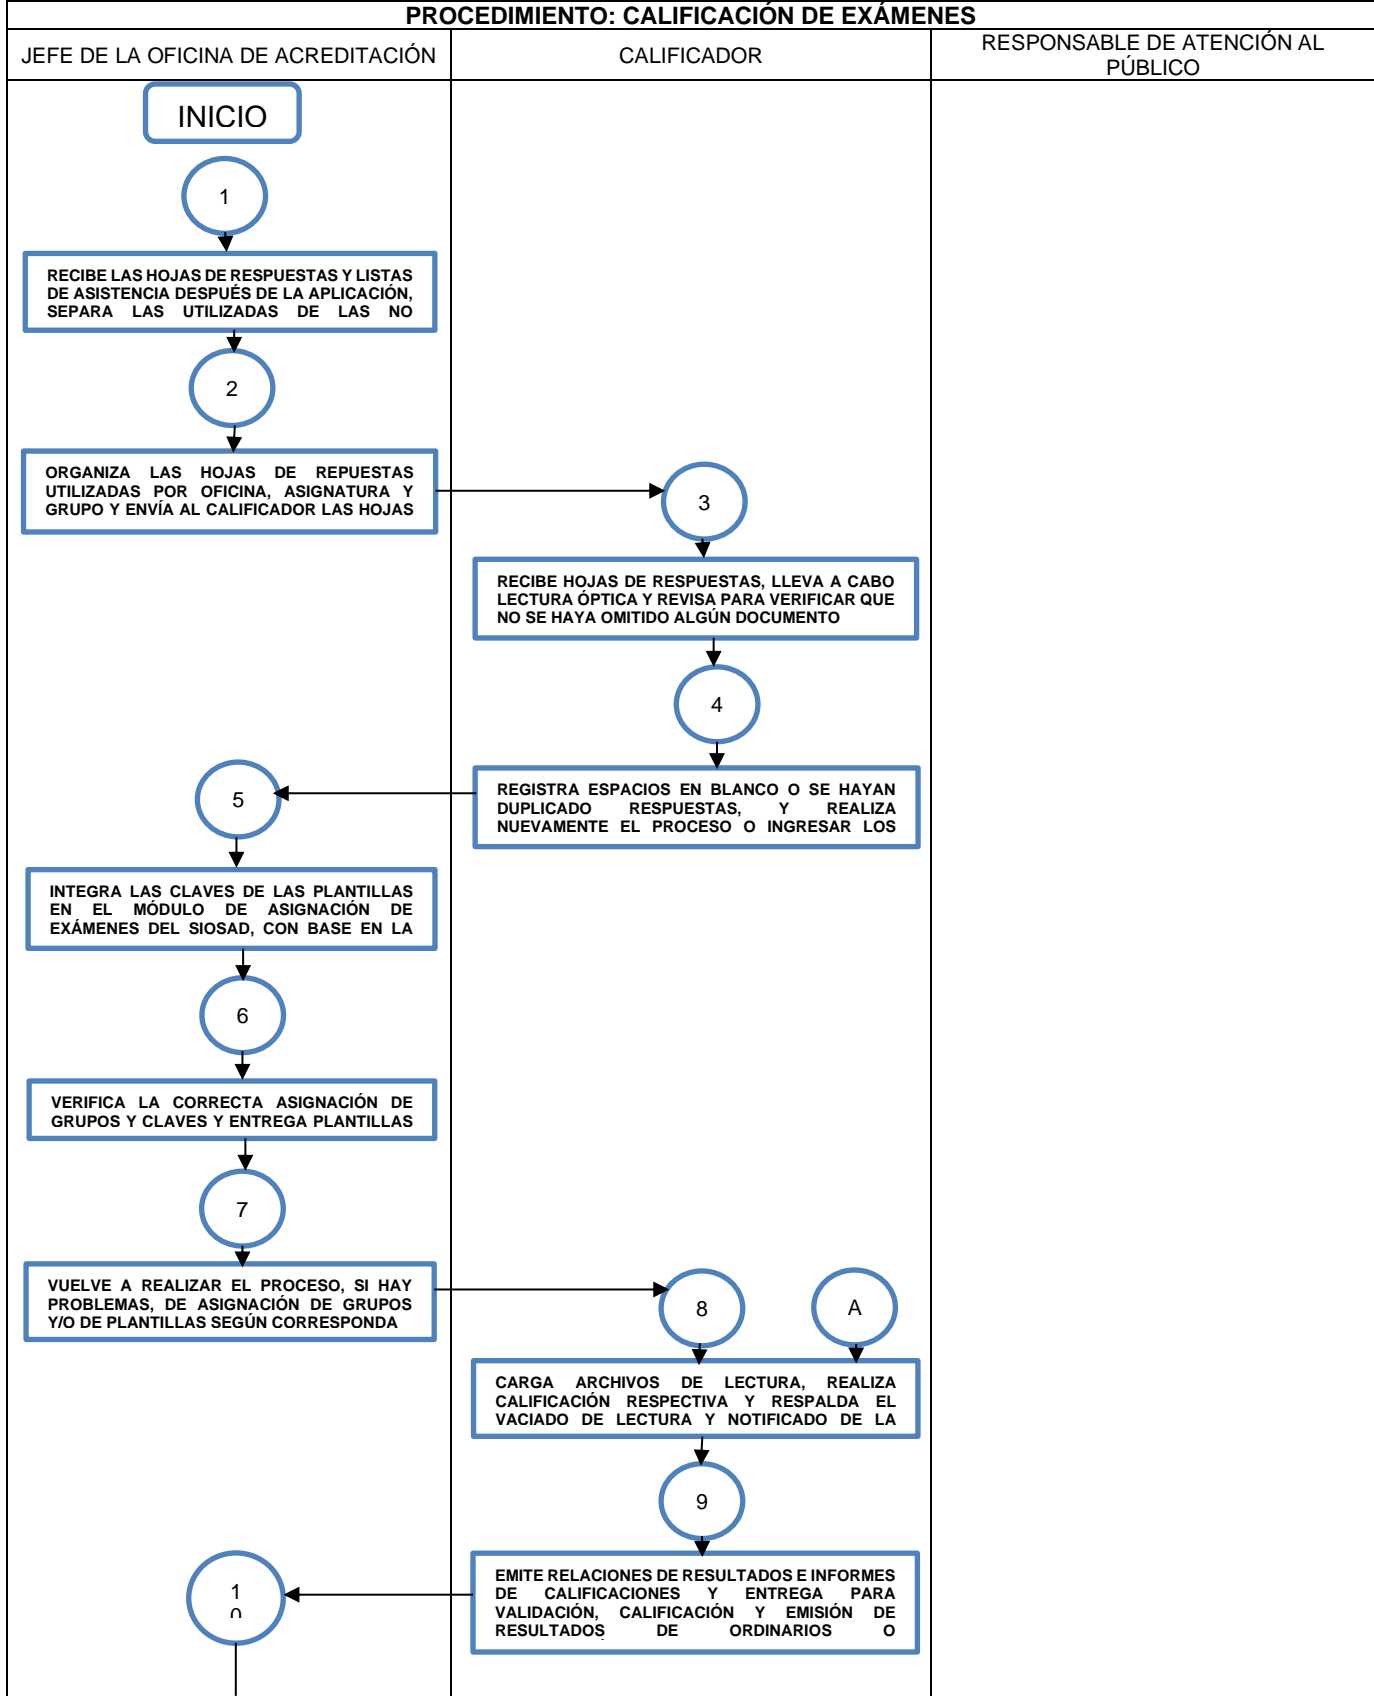 PROCEDIMIENTO: CALIFICACIÓN DE EXÁMENES
JEFE DE LA OFICINA DE ACREDITACIÓN
CALIFICADOR
RESPONSABLE DE ATENCIÓN AL
PÚBLICO
INICIO
1
RECIBE LAS HOJAS DE RESPUESTAS Y LISTAS
DE ASISTENCIA DESPUÉS DE LA APLICACIÓN,
SEPARA LAS UTILIZADAS DE LAS NO
2
ORGANIZA LAS HOJAS DE REPUESTAS
UTILIZADAS POR OFICINA, ASIGNATURA Y
GRUPO Y ENVÍA AL CALIFICADOR LAS HOJAS
3
RECIBE HOJAS DE RESPUESTAS, LLEVA A CABO
LECTURA ÓPTICA Y REVISA PARA VERIFICAR QUE
NO SE HAYA OMITIDO ALGÚN DOCUMENTO
4
REGISTRA ESPACIOS EN BLANCO O SE HAYAN
DUPLICADO RESPUESTAS, Y REALIZA
NUEVAMENTE EL PROCESO O INGRESAR LOS
5
INTEGRA LAS CLAVES DE LAS PLANTILLAS
EN EL MÓDULO DE ASIGNACIÓN DE
EXÁMENES DEL SIOSAD, CON BASE EN LA
6
VERIFICA LA CORRECTA ASIGNACIÓN DE
GRUPOS Y CLAVES Y ENTREGA PLANTILLAS
7
VUELVE A REALIZAR EL PROCESO, SI HAY
PROBLEMAS, DE ASIGNACIÓN DE GRUPOS
Y/O DE PLANTILLAS SEGÚN CORRESPONDA
8
A
CARGA ARCHIVOS DE LECTURA, REALIZA
CALIFICACIÓN RESPECTIVA Y RESPALDA EL
VACIADO DE LECTURA Y NOTIFICADO DE LA
9
EMITE RELACIONES DE RESULTADOS E INFORMES
DE CALIFICACIONES Y ENTREGA PARA
VALIDACIÓN, CALIFICACIÓN Y EMISIÓN DE
RESULTADOS DE ORDINARIOS O
1
0